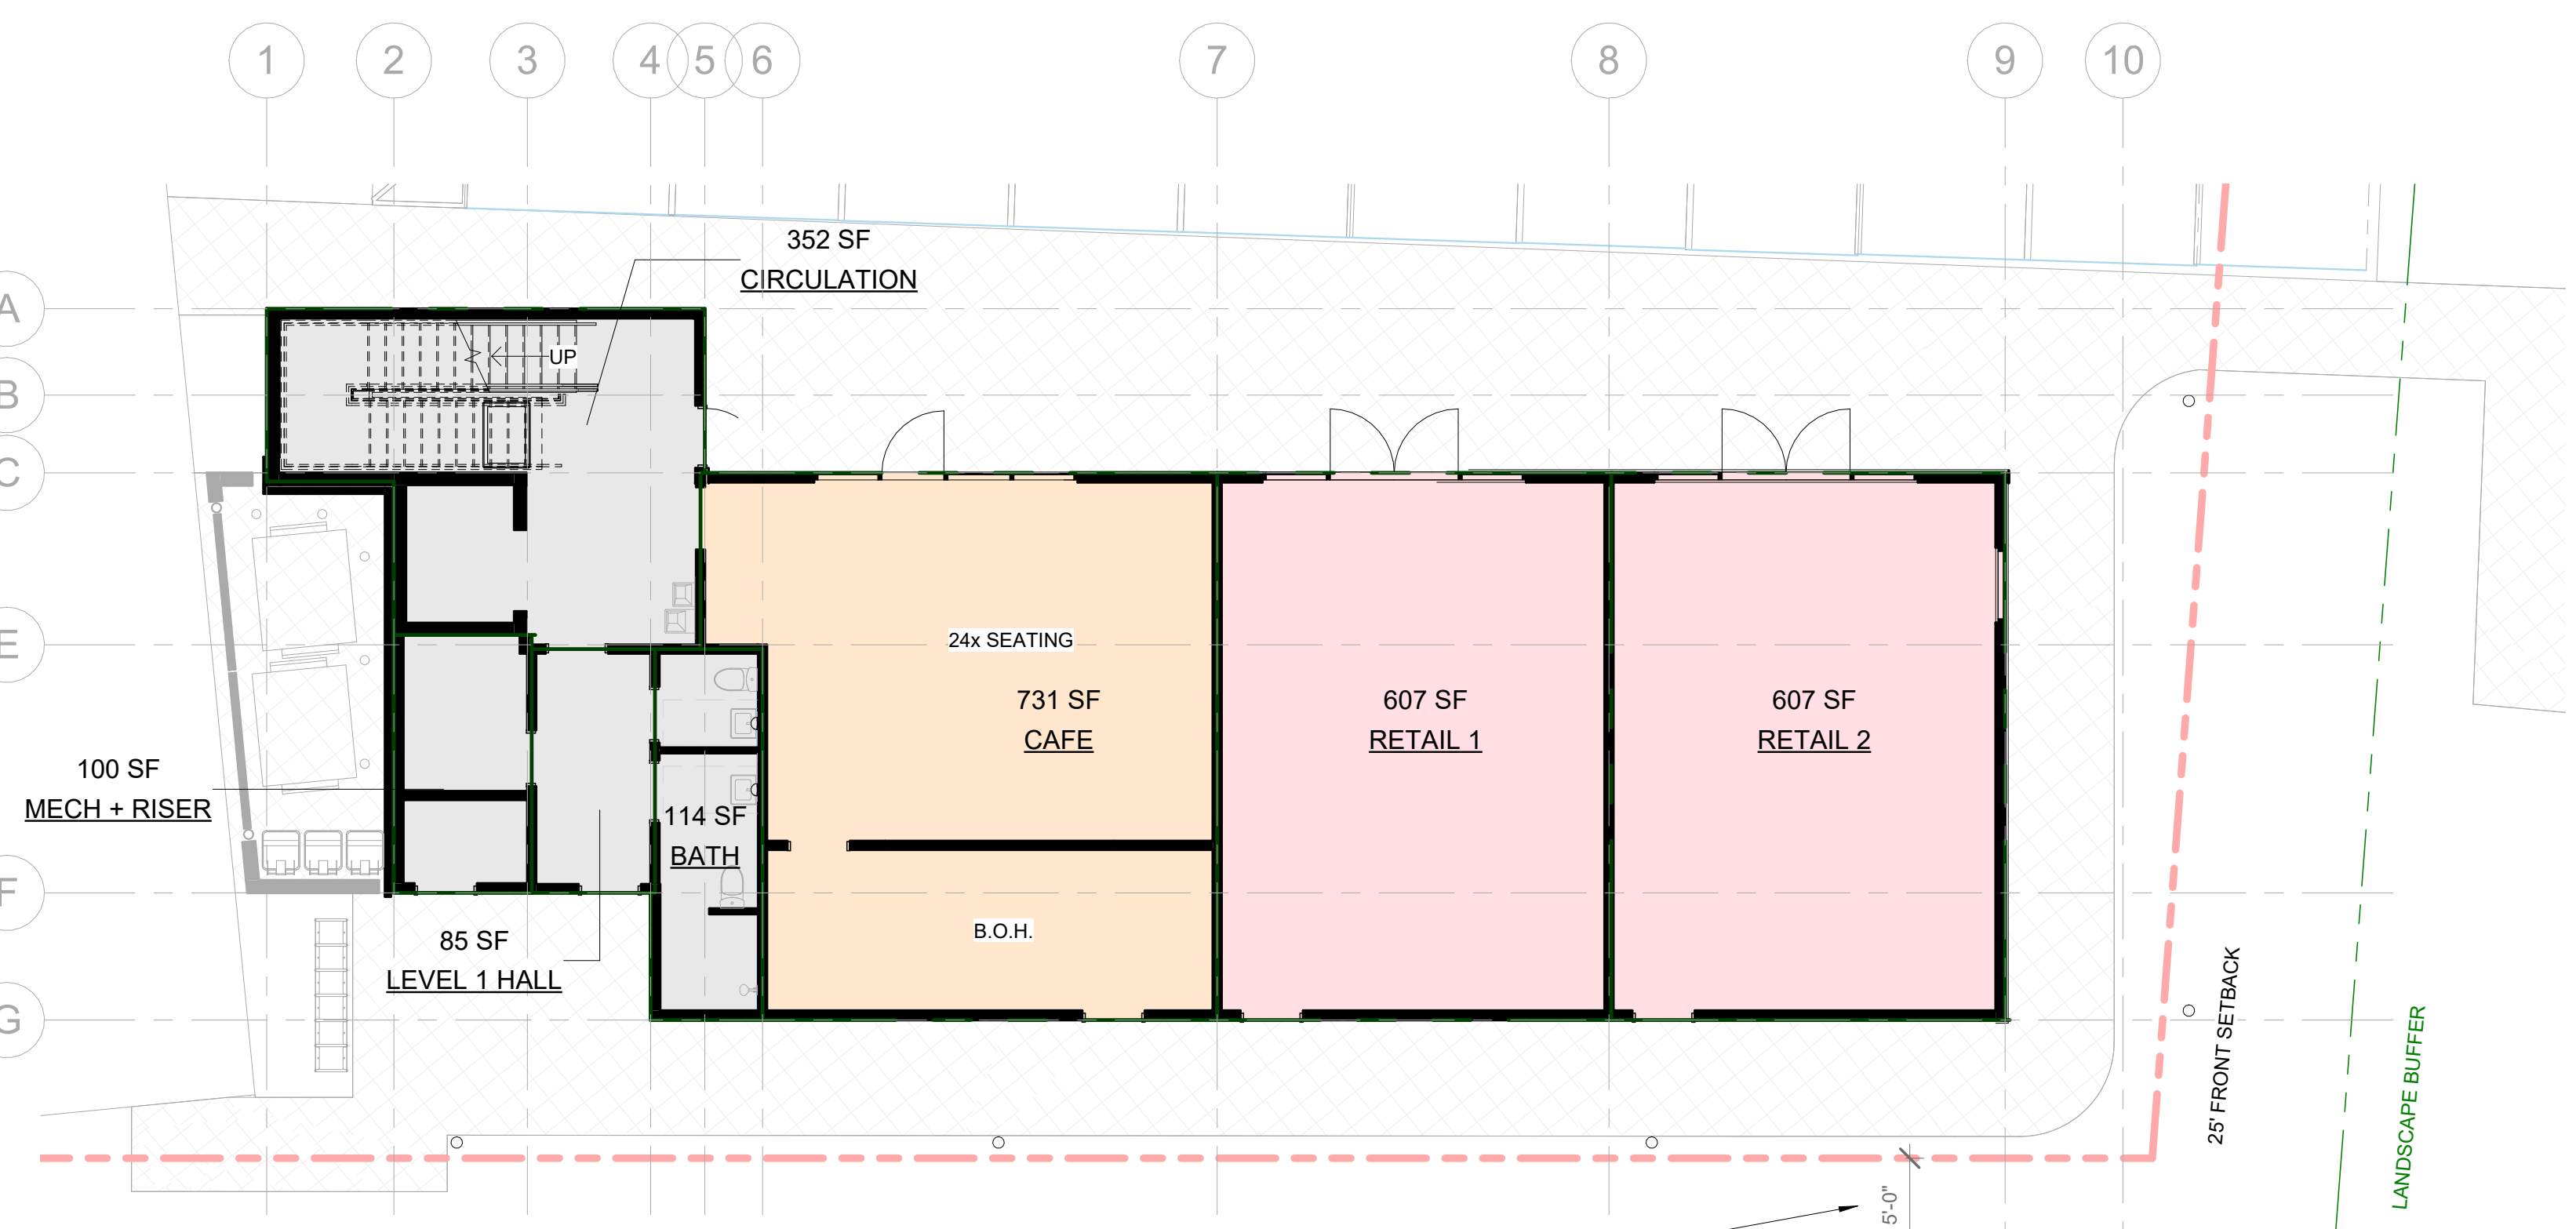 1
2
3
4
5
6
7
8
9
10
352 SF
CIRCULATION
A
UP
B
C
24x SEATING
E
731 SF
CAFE
607 SF
RETAIL 1
607 SF
RETAIL 2
100 SF
MECH + RISER
114 SF
BATH
F
B.O.H.
85 SF
LEVEL 1 HALL
G
25' FRONT SETBACK
LANDSCAPE BUFFER
5'-0"